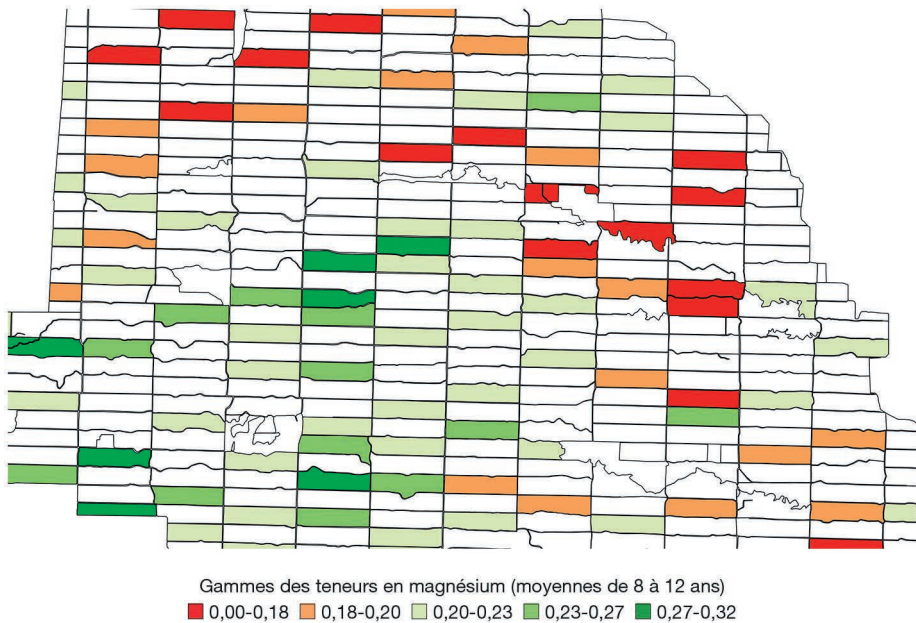 Gammes des teneurs en magnésium (moyennes de 8 à 12 ans)
0,00-0,18 0,18-0,20 0,20-0,23 0,23-0,27 0,27-0,32